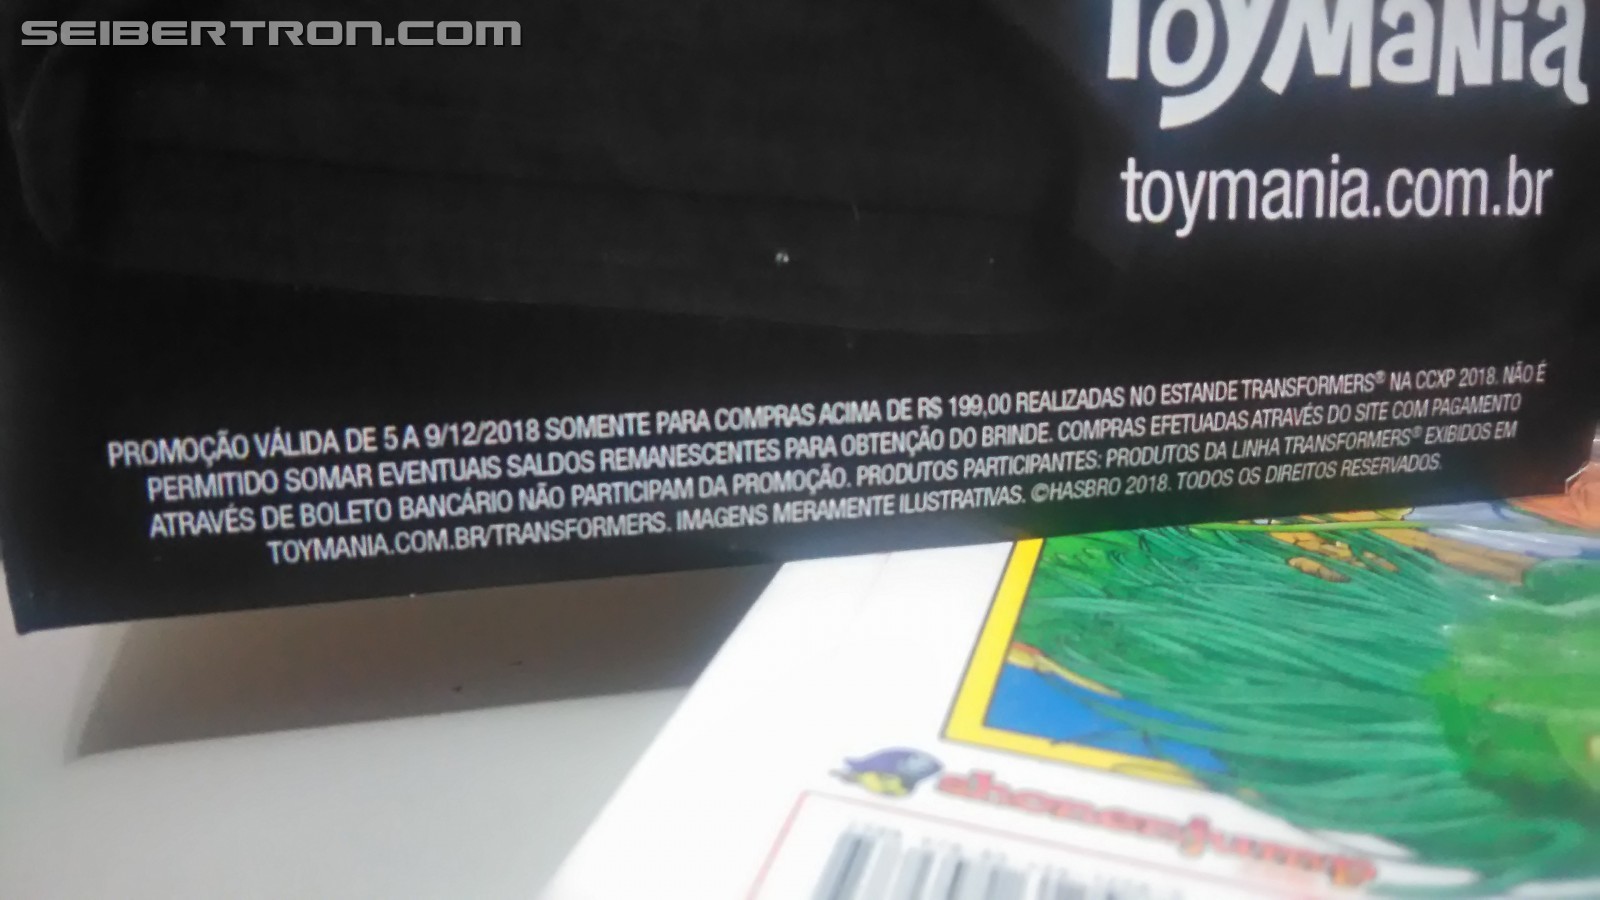 SEIBERTRON.COM
ToyMaNia
toymania.com.br
PROMOÇÃO VÁLIDA DE 5 A 9/12/2018 SOMENTE PARA COMPRAS ACIMA DE R$ 199,00 REALIZADAS NO ESTANDE TRANSFORMERS® NA CCXP 2018. NÃO É
PERMITIDO SOMAR EVENTUAIS SALDOS REMANESCENTES PARA OBTENÇÃO DO BRINDE. COMPRAS EFETUADAS ATRAVÉS DO SITE COM PAGAMENTO
ATRAVÉS DE BOLETO BANCÁRIO NÃO PARTICIPAM DA PROMOÇÃO. PRODUTOS PARTICIPANTES: PRODUTOS DA LINHA TRANSFORMERS® EXIBIDOS EM
TOYMANIA.COM.BR/TRANSFORMERS. IMAGENS MERAMENTE ILUSTRATIVAS. ©HASBRO 2018. TODOS OS DIREITOS RESERVADOS.
shonenjump